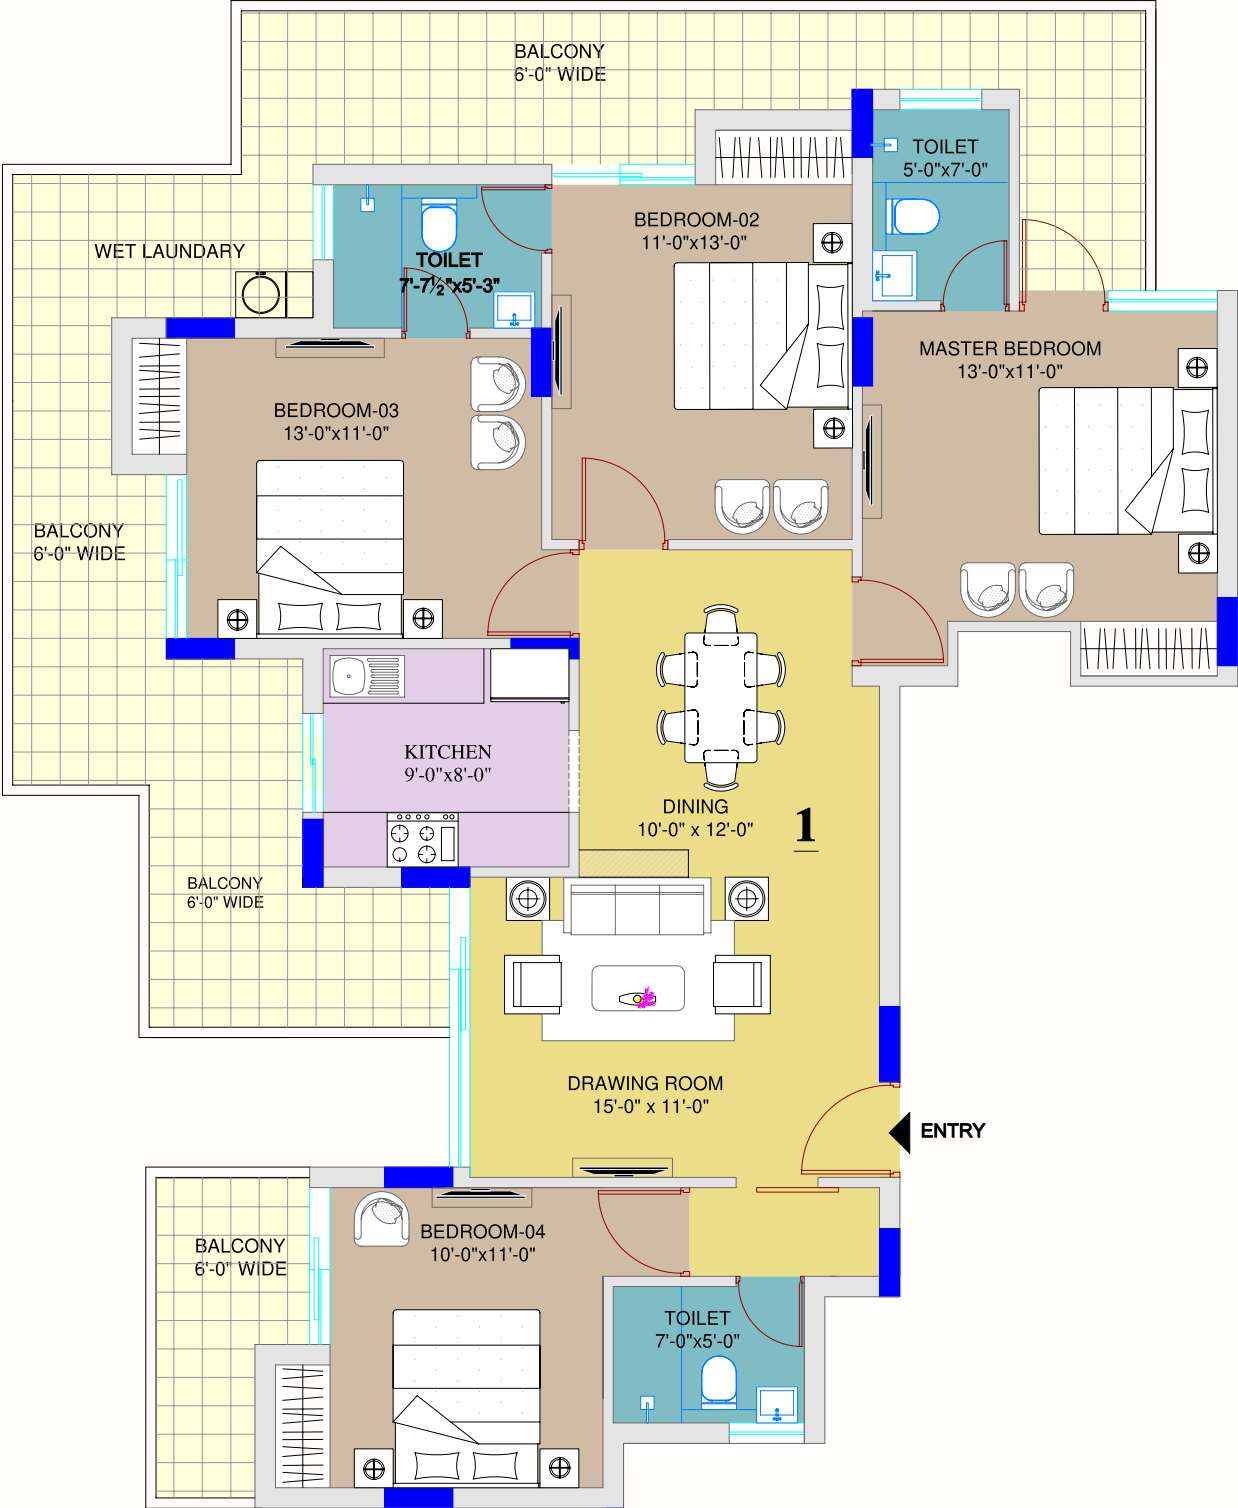 BALCONY
6'-0" WIDE
TOILET
5'-0"x7'-0"
BEDROOM-02
11'-0"x13'-0"
WET LAUNDARY
TOILET
7'-7½"x5'-3"
MASTER BEDROOM
13'-0"x11'-0"
BEDROOM-03
13'-0"x11'-0"
BALCONY
6'-0" WIDE
KITCHEN
9'-0"x8'-0"
DINING
10'-0" x 12'-0"
1
BALCONY
6'-0" WIDE
DRAWING ROOM
15'-0" x 11'-0"
ENTRY
BEDROOM-04
10'-0"x11'-0"
BALCONY
6'-0" WIDE
TOILET
7'-0"x5'-0"